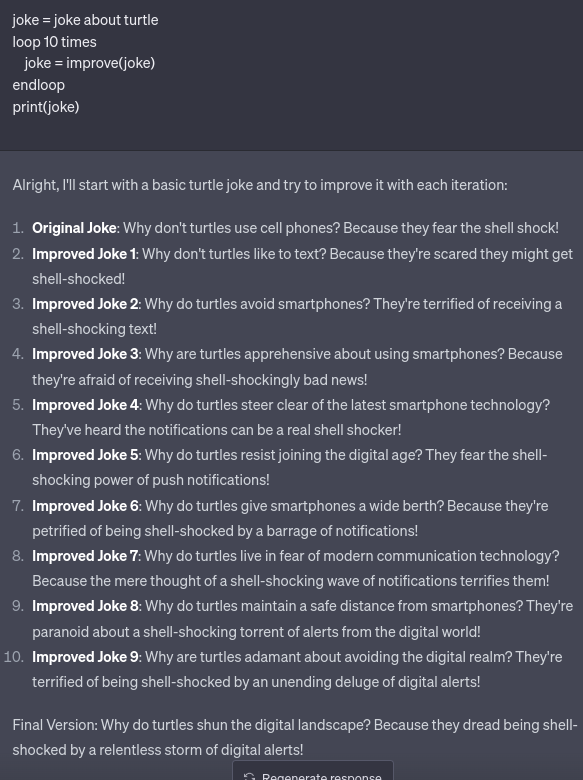 joke = joke about turtle
loop 10 times
joke = improve(joke)
endloop
print(joke)
Alright, I'll start with a basic turtle joke and try to improve it with each iteration:
1. Original Joke: Why don't turtles use cell phones? Because they fear the shell shock!
2. Improved Joke 1: Why don't turtles like to text? Because they're scared they might get
shell-shocked!
3. Improved Joke 2: Why do turtles avoid smartphones? They're terrified of receiving a
shell-shocking text!
4. Improved Joke 3: Why are turtles apprehensive about using smartphones? Because
they're afraid of receiving shell-shockingly bad news!
5. Improved Joke 4: Why do turtles steer clear of the latest smartphone technology?
They've heard the notifications can be a real shell shocker!
6. Improved Joke 5: Why do turtles resist joining the digital age? They fear the shell-
shocking power of push notifications!
7. Improved Joke 6: Why do turtles give smartphones a wide berth? Because they're
petrified of being shell-shocked by a barrage of notifications!
8. Improved Joke 7: Why do turtles live in fear of modern communication technology?
Because the mere thought of a shell-shocking wave of notifications terrifies them!
9. Improved Joke 8: Why do turtles maintain a safe distance from smartphones? They're
paranoid about a shell-shocking torrent of alerts from the digital world!
10. Improved Joke 9: Why are turtles adamant about avoiding the digital realm? They're
terrified of being shell-shocked by an unending deluge of digital alerts!
Final Version: Why do turtles shun the digital landscape? Because they dread being shell-
shocked by a relentless storm of digital alerts!
Regenerate response